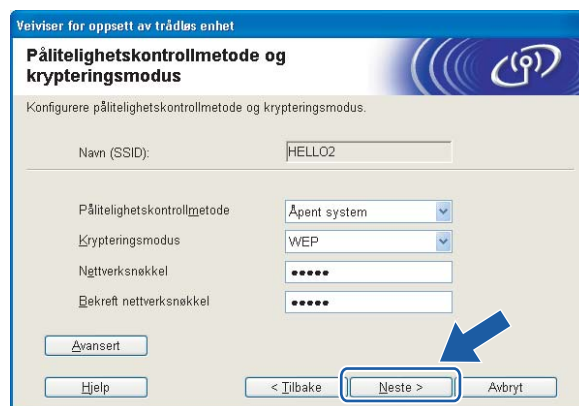 Veiviser for oppsett av trådløs enhet
Pålitelighetskontrollmetode og
krypteringsmodus
Konfigurere pålitelighetskontrollmetode og krypteringsmodus.
Navn (SSID): HELLO2
Pålitelighetskontrollmetode Åpent system
Krypteringsmodus WEP
Nettverksnøkkel •••••
Bekreft nettverksnøkkel •••••
Avansert
Hjelp < Tilbake Neste > Avbryt